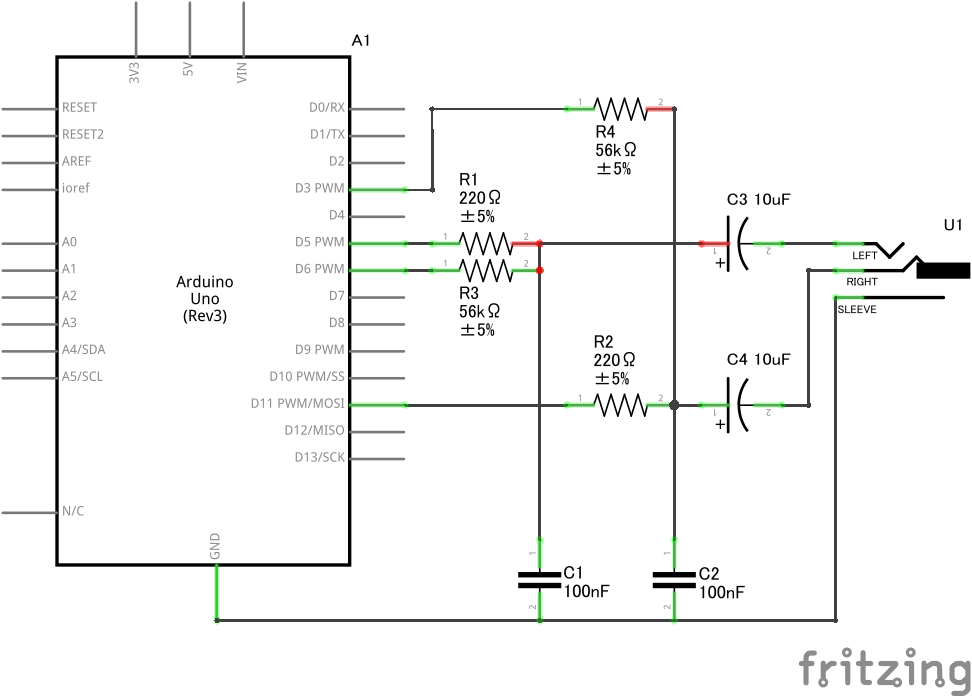 A1
3V3
5V
VIN
RESET
RESET2
AREF
ioref
A0
A1
A2
A3
A4/SDA
A5/SCL
N/C
D0/RX
D1/TX
D2
D3 PWM
D4
D5 PWM
D6 PWM
D7
D8
D9 PWM
D10 PWM/SS
D11 PWM/MOSI
D12/MISO
D13/SCK
GND
Arduino
Uno
(Rev3)
1
2
R4
56kΩ
±5%
R1
220Ω
±5%
1
2
1
2
R3
56kΩ
±5%
R2
220Ω
±5%
1
2
C3 10uF
1
2
+
C4 10uF
1
2
+
U1
LEFT
RIGHT
SLEEVE
1
C1
100nF
2
1
C2
100nF
2
fritzing